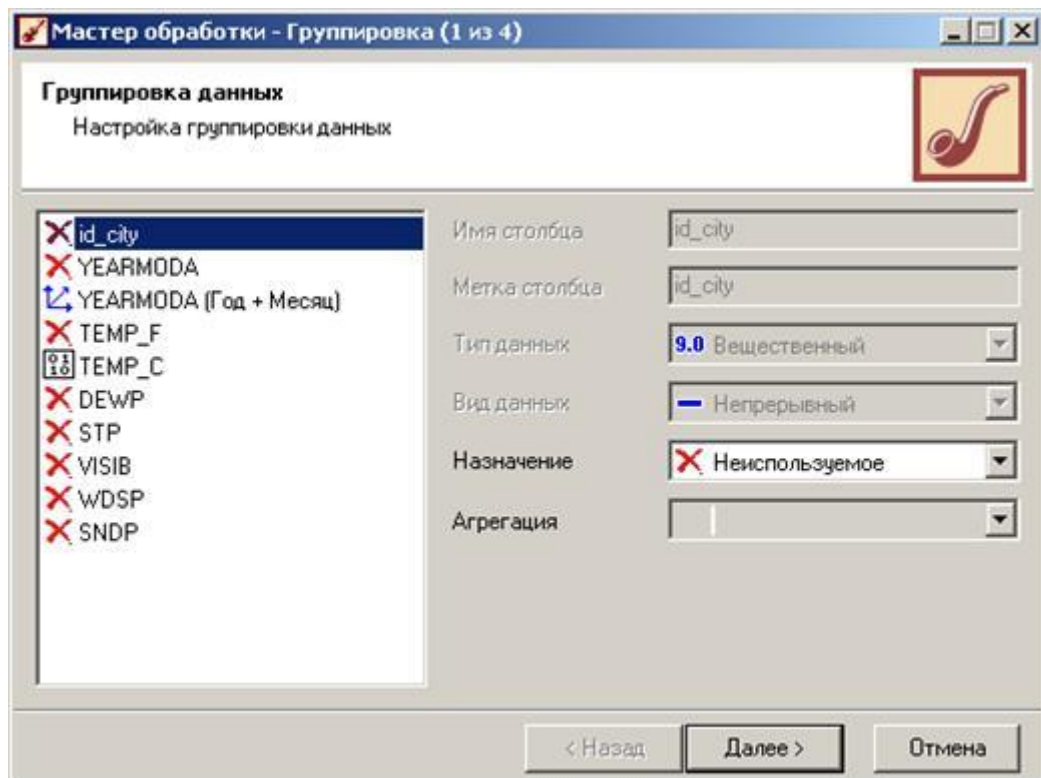 Мастер обработки - Группировка (1 из 4)
Группировка данных
Настройка группировки данных
id_city
YEARMODA
YEARMODA (Год + Месяц)
TEMP_F
TEMP_C
DEWP
STP
VISIB
WDSP
SNDP
Имя столбца id_city
Метка столбца id_city
Тип данных 9.0 Вещественный
Вид данных Непрерывный
Назначение Неиспользуемое
Агрегация
< Назад Далее > Отмена